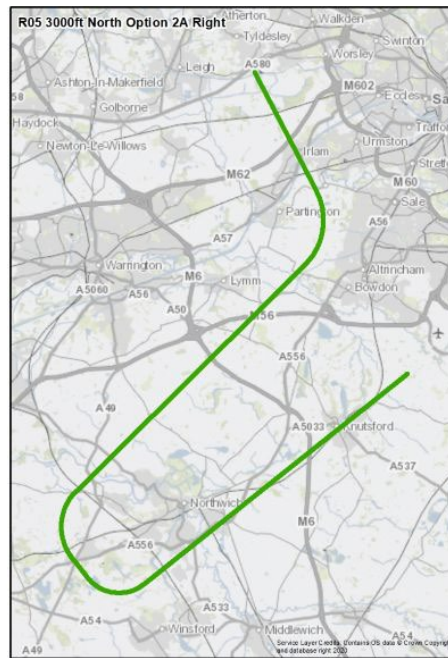 R05 3000ft North Option 2A Right
Atherton
Walkden
Tyldesley
Swinton
Leigh
A580
Worsley
Ashton-In-Makerfield
M602
Eccles
Golborne
Haydock
Irlam
Urmston
Newton-Le-Willows
M62
M60
Partington
Sale
A56
A57
Altrincham
Warrington
M6
Lymm
Bowdon
A5060
A56
A50
M56
A556
A49
A5033
Knutsford
A537
Northwich
M6
A556
A54
A533
A49
Winsford
Middlewich
A54
Service Layer Credits: Contains OS data © Crown Copyright
and database right 2020